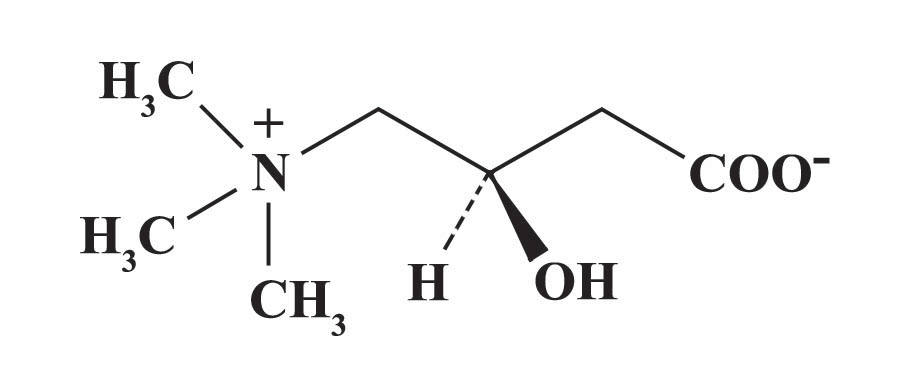 H₃C
+
N
COO⁻
H₃C
H
OH
CH₃